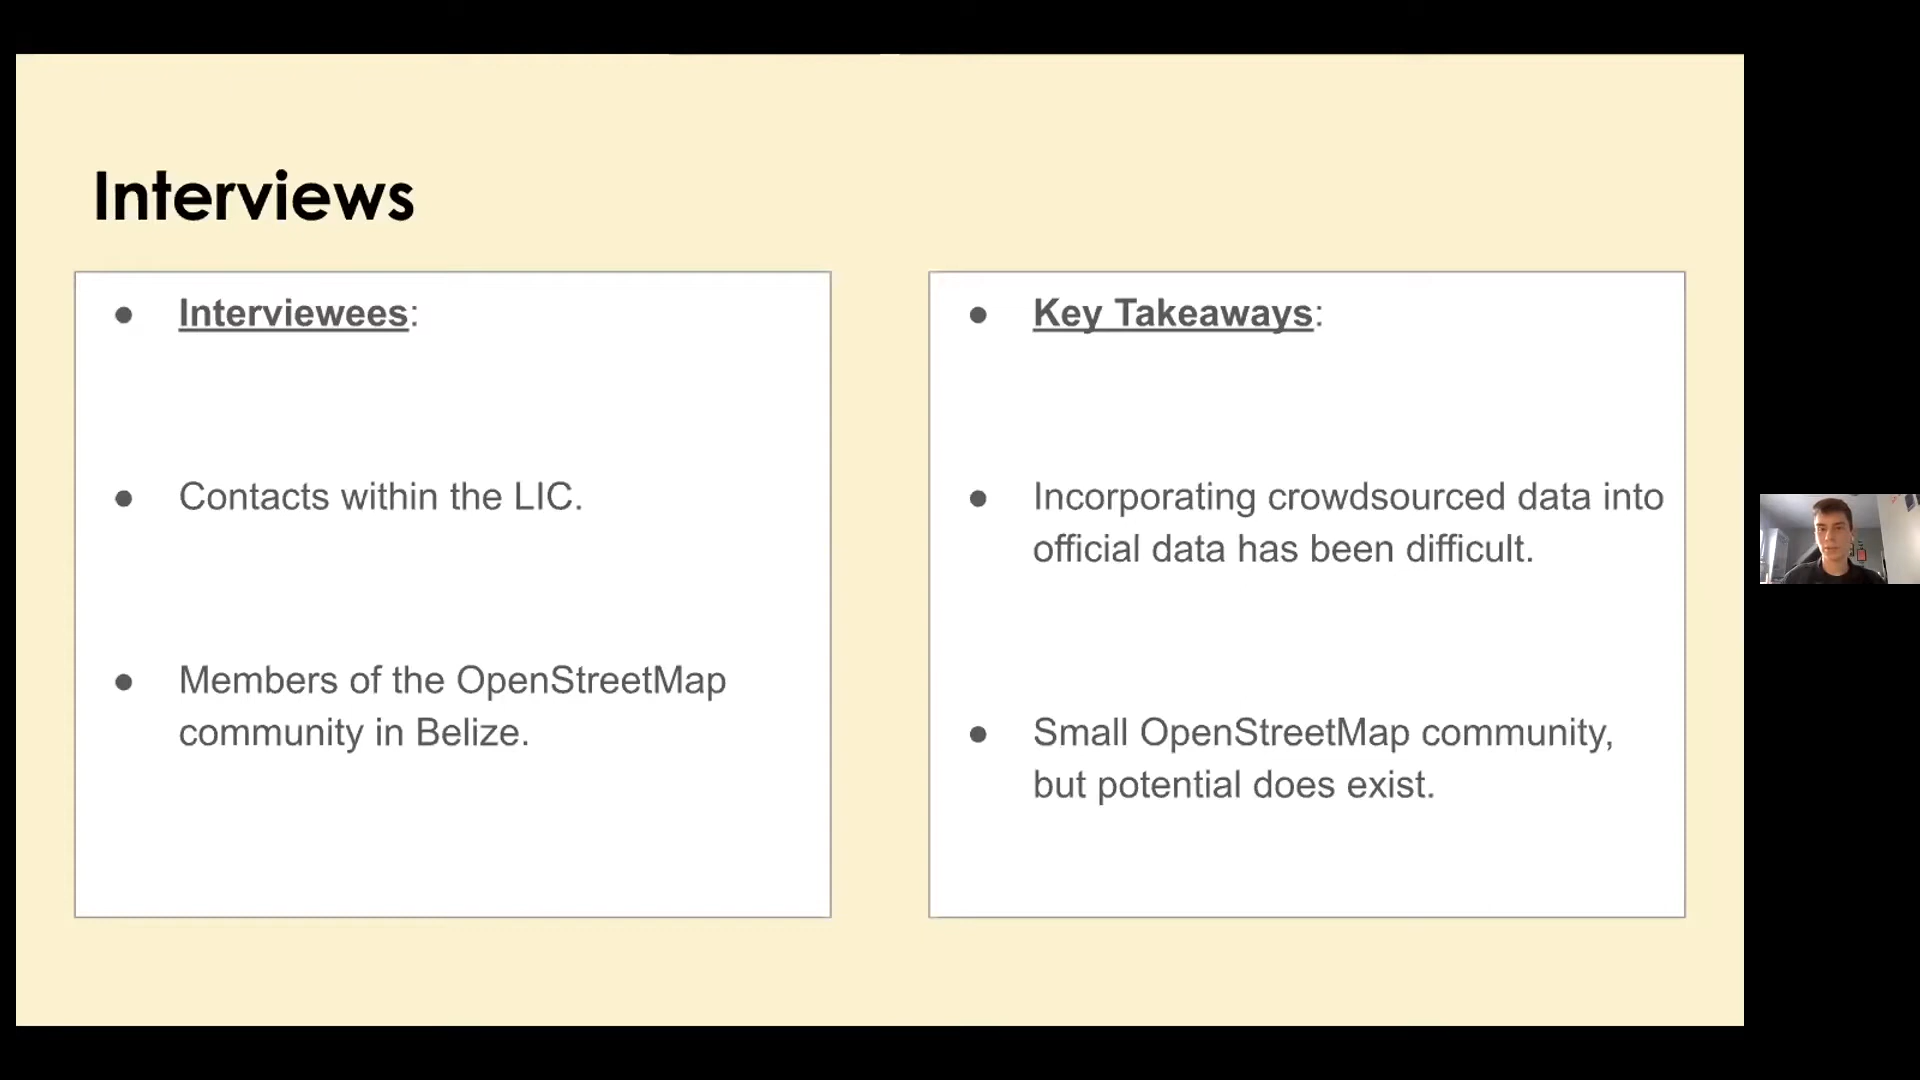 Interviews
● Interviewees:
● Contacts within the LIC.
● Members of the OpenStreetMap
community in Belize.
● Key Takeaways:
● Incorporating crowdsourced data into
official data has been difficult.
● Small OpenStreetMap community,
but potential does exist.